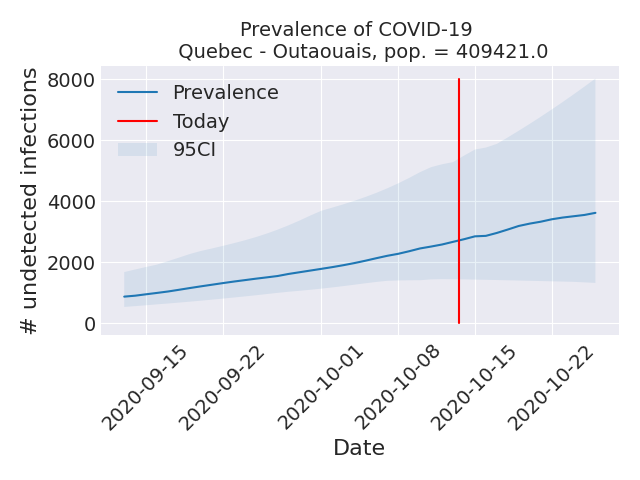 Prevalence of COVID-19
Quebec - Outaouais, pop. = 409421.0
8000
6000
4000
2000
0
# undetected infections
Prevalence
Today
95CI
2020-09-15
2020-09-22
2020-10-01
2020-10-08
2020-10-15
2020-10-22
Date